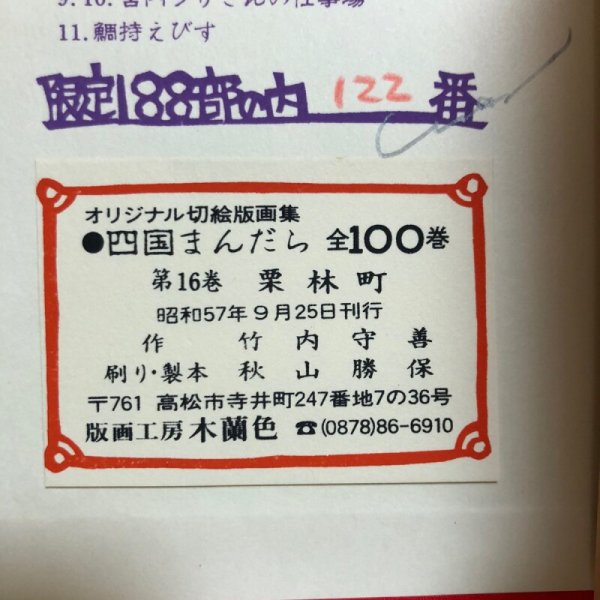 11.鯛持えびす
限定188部の内 122 番
オリジナル切絵版画集
●四国まんだら 全100巻
第16巻 栗林町
昭和57年9月25日刊行
作 竹内守善
刷り・製本 秋山勝保
〒761 高松市寺井町247番地7の36号
版画工房 木蘭色 ☎(0878)86-6910